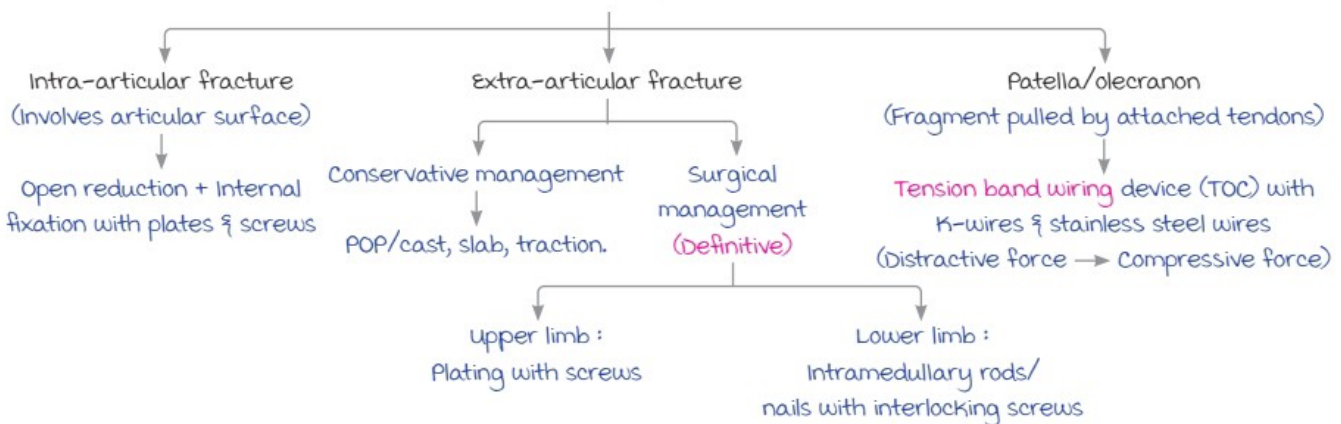 Intra-articular fracture
(Involves articular surface)
Open reduction + Internal
fixation with plates & screws
Extra-articular fracture
Conservative management
POP/cast, slab, traction.
Surgical
management
(Definitive)
Upper limb :
Plating with screws
Lower limb :
Intramedullary rods/
nails with interlocking screws
Patella/olecranon
(Fragment pulled by attached tendons)
Tension band wiring device (TOC) with
K-wires & stainless steel wires
(Distractive force → Compressive force)